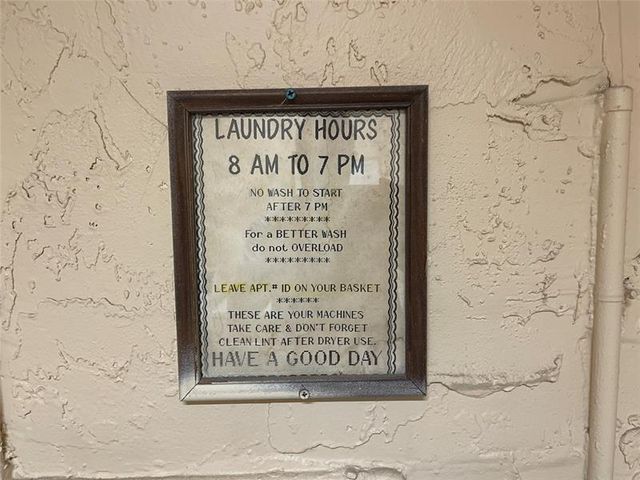 LAUNDRY HOURS
8 AM TO 7 PM
NO WASH TO START
AFTER 7 PM
*********
For a BETTER WASH
do not OVERLOAD
*********
LEAVE APT.# ID ON YOUR BASKET
******
THESE ARE YOUR MACHINES
TAKE CARE & DON'T FORGET
CLEAN LINT AFTER DRYER USE.
HAVE A GOOD DAY